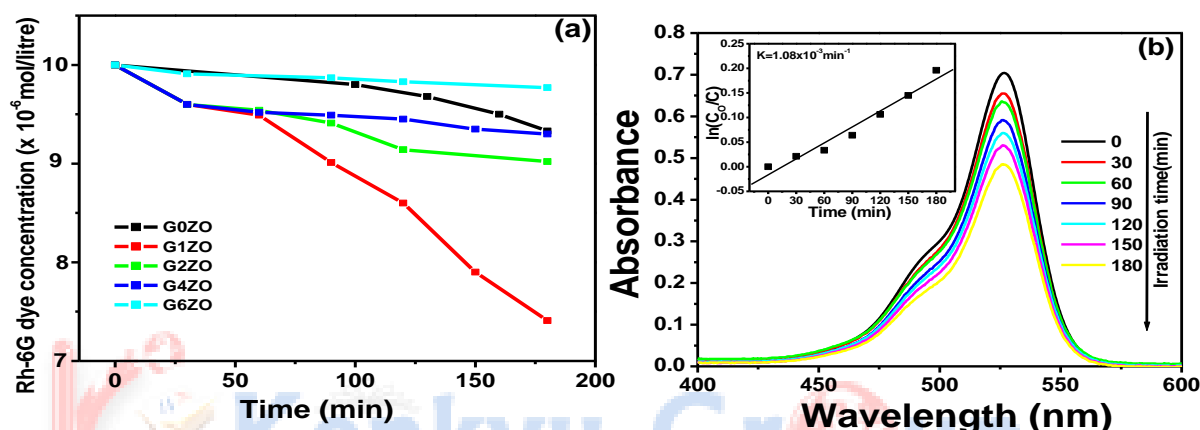 (a)
Rh-6G dye concentration (x 10⁻⁶ mol/litre)
10
9
8
7
G0ZO
G1ZO
G2ZO
G4ZO
G6ZO
0 50 100 150 200
Time (min)
(b)
Absorbance
0.8
0.7
0.6
0.5
0.4
0.3
0.2
0.1
0.0
K=1.08x10⁻³min⁻¹
ln(C₀/C)
0.25
0.20
0.15
0.10
0.05
0.00
-0.05
0 30 60 90 120 150 180
Time (min)
0
30
60
90
120
150
180
Irradiation time(min)
400 450 500 550 600
Wavelength (nm)